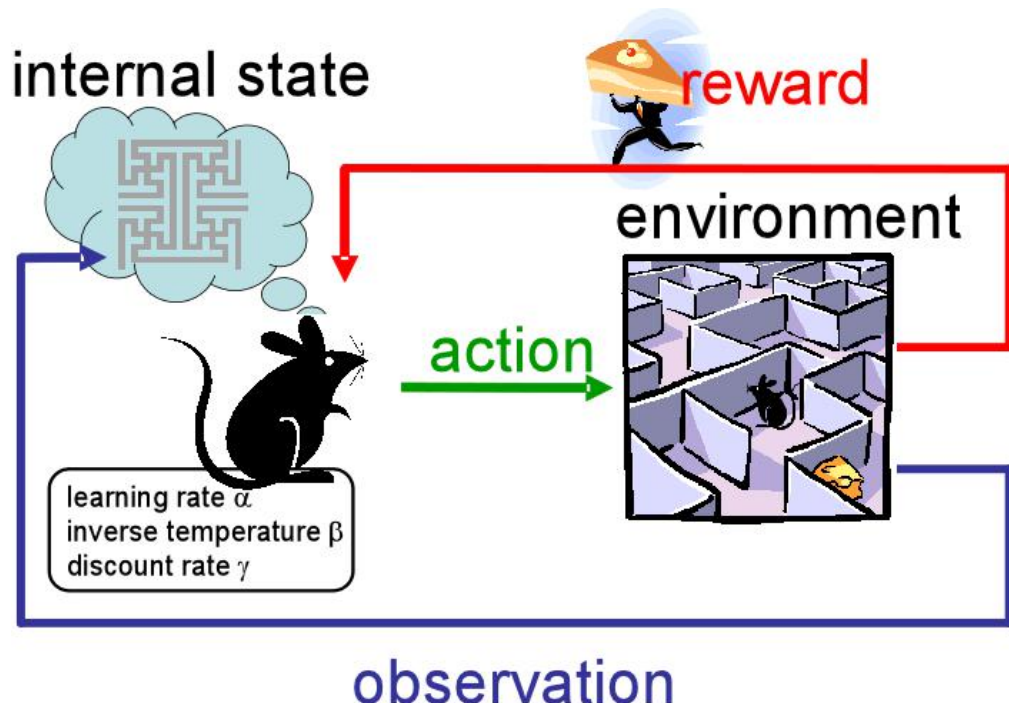 internal state
reward
environment
action
learning rate α
inverse temperature β
discount rate γ
observation